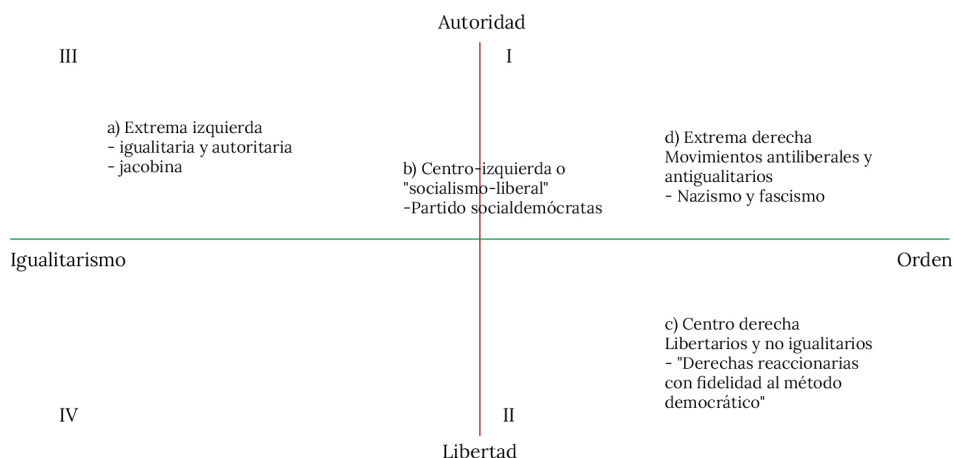 Autoridad
III
I
a) Extrema izquierda
- igualitaria y autoritaria
- jacobina
b) Centro-izquierda o
"socialismo-liberal"
-Partido socialdemócratas
d) Extrema derecha
Movimientos antiliberales y
antigualitarios
- Nazismo y fascismo
Igualitarismo
Orden
c) Centro derecha
Libertarios y no igualitarios
- "Derechas reaccionarias
con fidelidad al método
democrático"
IV
II
Libertad